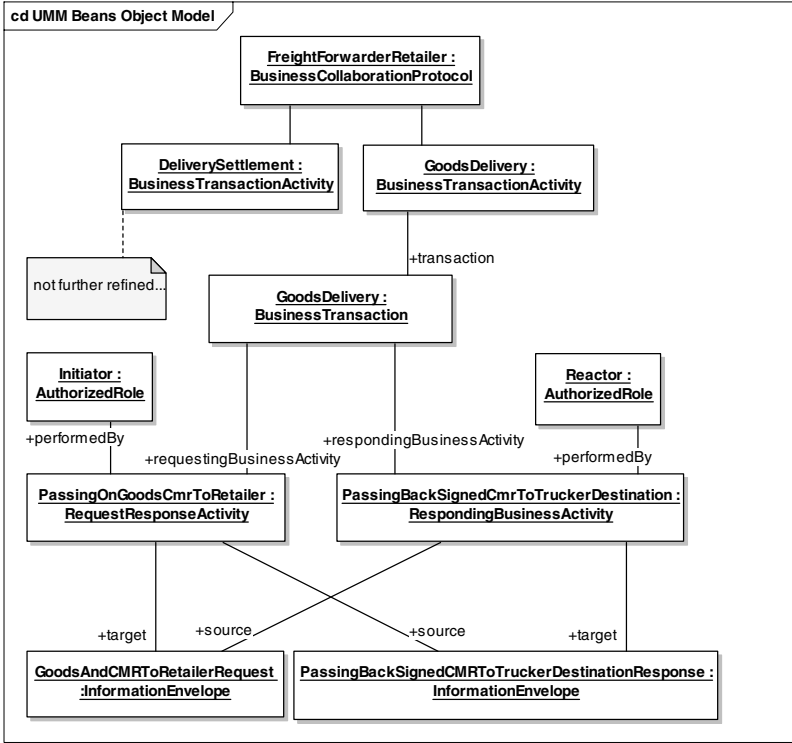 cd UMM Beans Object Model
FreightForwarderRetailer :
BusinessCollaborationProtocol
DeliverySettlement :
BusinessTransactionActivity
GoodsDelivery :
BusinessTransactionActivity
+transaction
not further refined...
GoodsDelivery :
BusinessTransaction
Initiator :
AuthorizedRole
Reactor :
AuthorizedRole
+performedBy
+requestingBusinessActivity
+respondingBusinessActivity
+performedBy
PassingOnGoodsCmrToRetailer :
RequestResponseActivity
PassingBackSignedCmrToTruckerDestination :
RespondingBusinessActivity
+target
+source
+source
+target
GoodsAndCMRToRetailerRequest
:InformationEnvelope
PassingBackSignedCMRToTruckerDestinationResponse :
InformationEnvelope